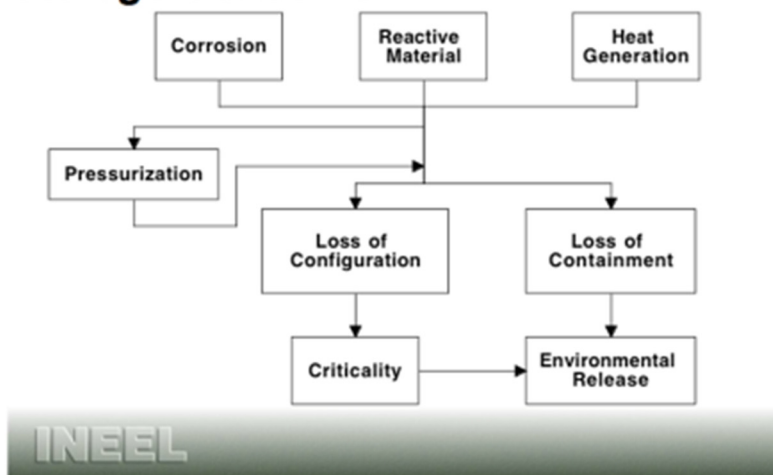 Corrosion
Reactive
Material
Heat
Generation
Pressurization
Loss of
Configuration
Loss of
Containment
Criticality
Environmental
Release
INEEL